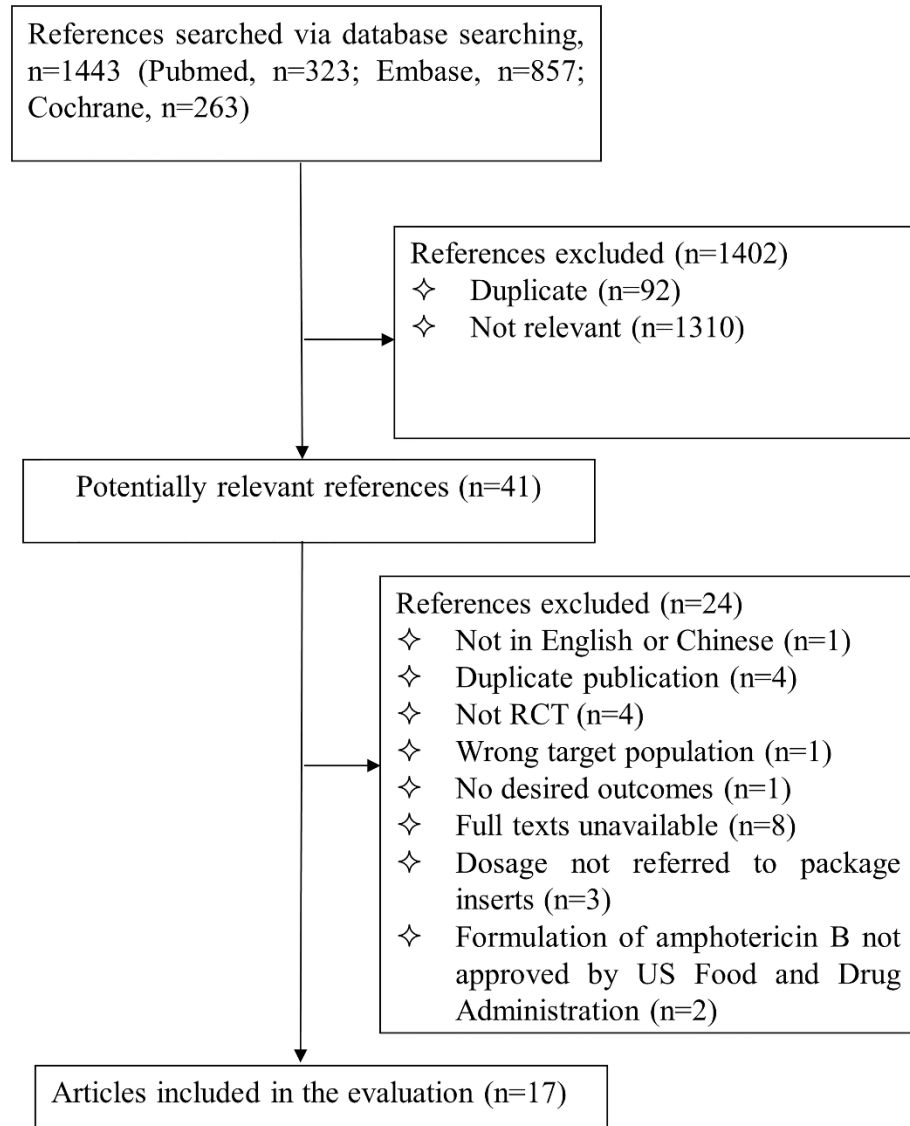 References searched via database searching,
n=1443 (Pubmed, n=323; Embase, n=857;
Cochrane, n=263)
References excluded (n=1402)
✧ Duplicate (n=92)
✧ Not relevant (n=1310)
Potentially relevant references (n=41)
References excluded (n=24)
✧ Not in English or Chinese (n=1)
✧ Duplicate publication (n=4)
✧ Not RCT (n=4)
✧ Wrong target population (n=1)
✧ No desired outcomes (n=1)
✧ Full texts unavailable (n=8)
✧ Dosage not referred to package
inserts (n=3)
✧ Formulation of amphotericin B not
approved by US Food and Drug
Administration (n=2)
Articles included in the evaluation (n=17)